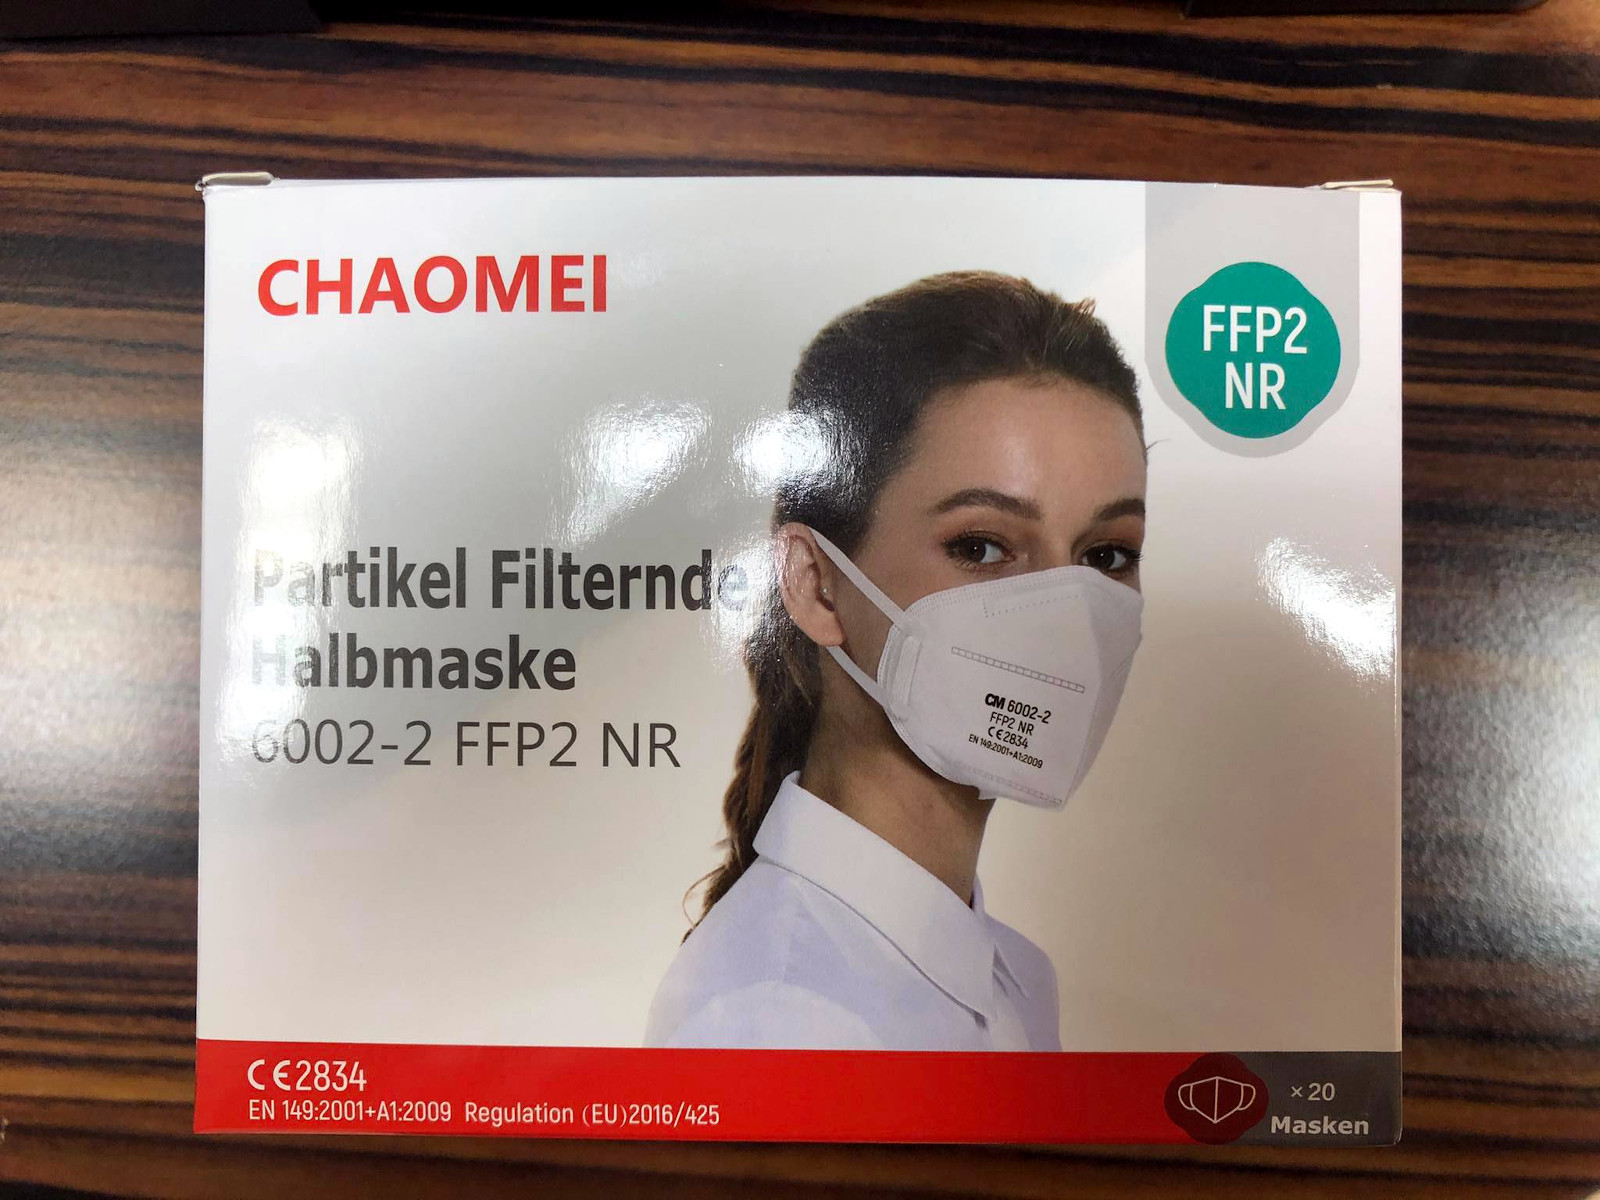 CHAOMEI
FFP2
NR
Partikel Filternde
Halbmaske
6002-2 FFP2 NR
CM 6002-2
FFP2 NR
CE2834
EN 149:2001+A1:2009
CE2834
EN 149:2001+A1:2009 Regulation (EU)2016/425
×20
Masken